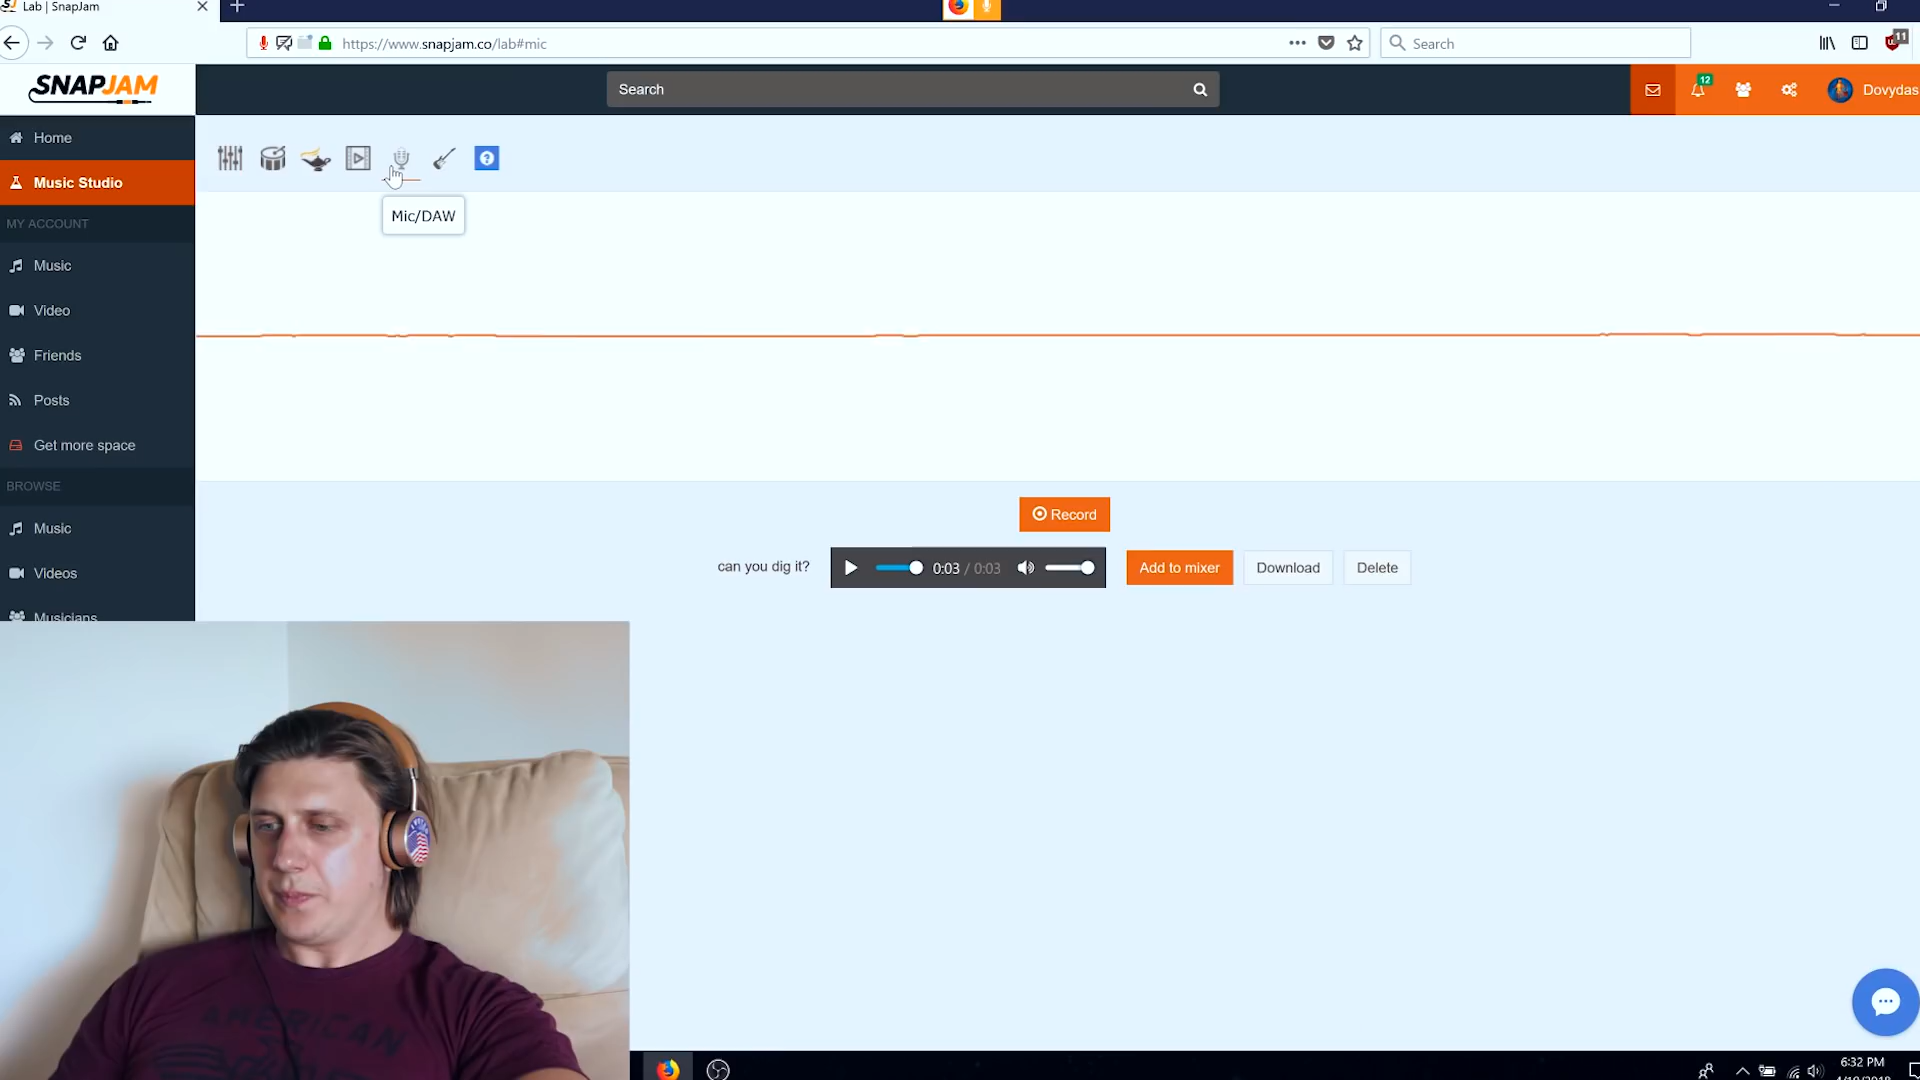 Lab | SnapJam
https://www.snapjam.co/lab#mic
Search
11
SNAPJAM
Search
12
Dovydas
Home
Music Studio
Mic/DAW
MY ACCOUNT
Music
Video
Friends
Posts
Get more space
BROWSE
Music
Videos
Musicians
Record
can you dig it?
0:03 / 0:03
Add to mixer
Download
Delete
AMERICAN
6:32 PM